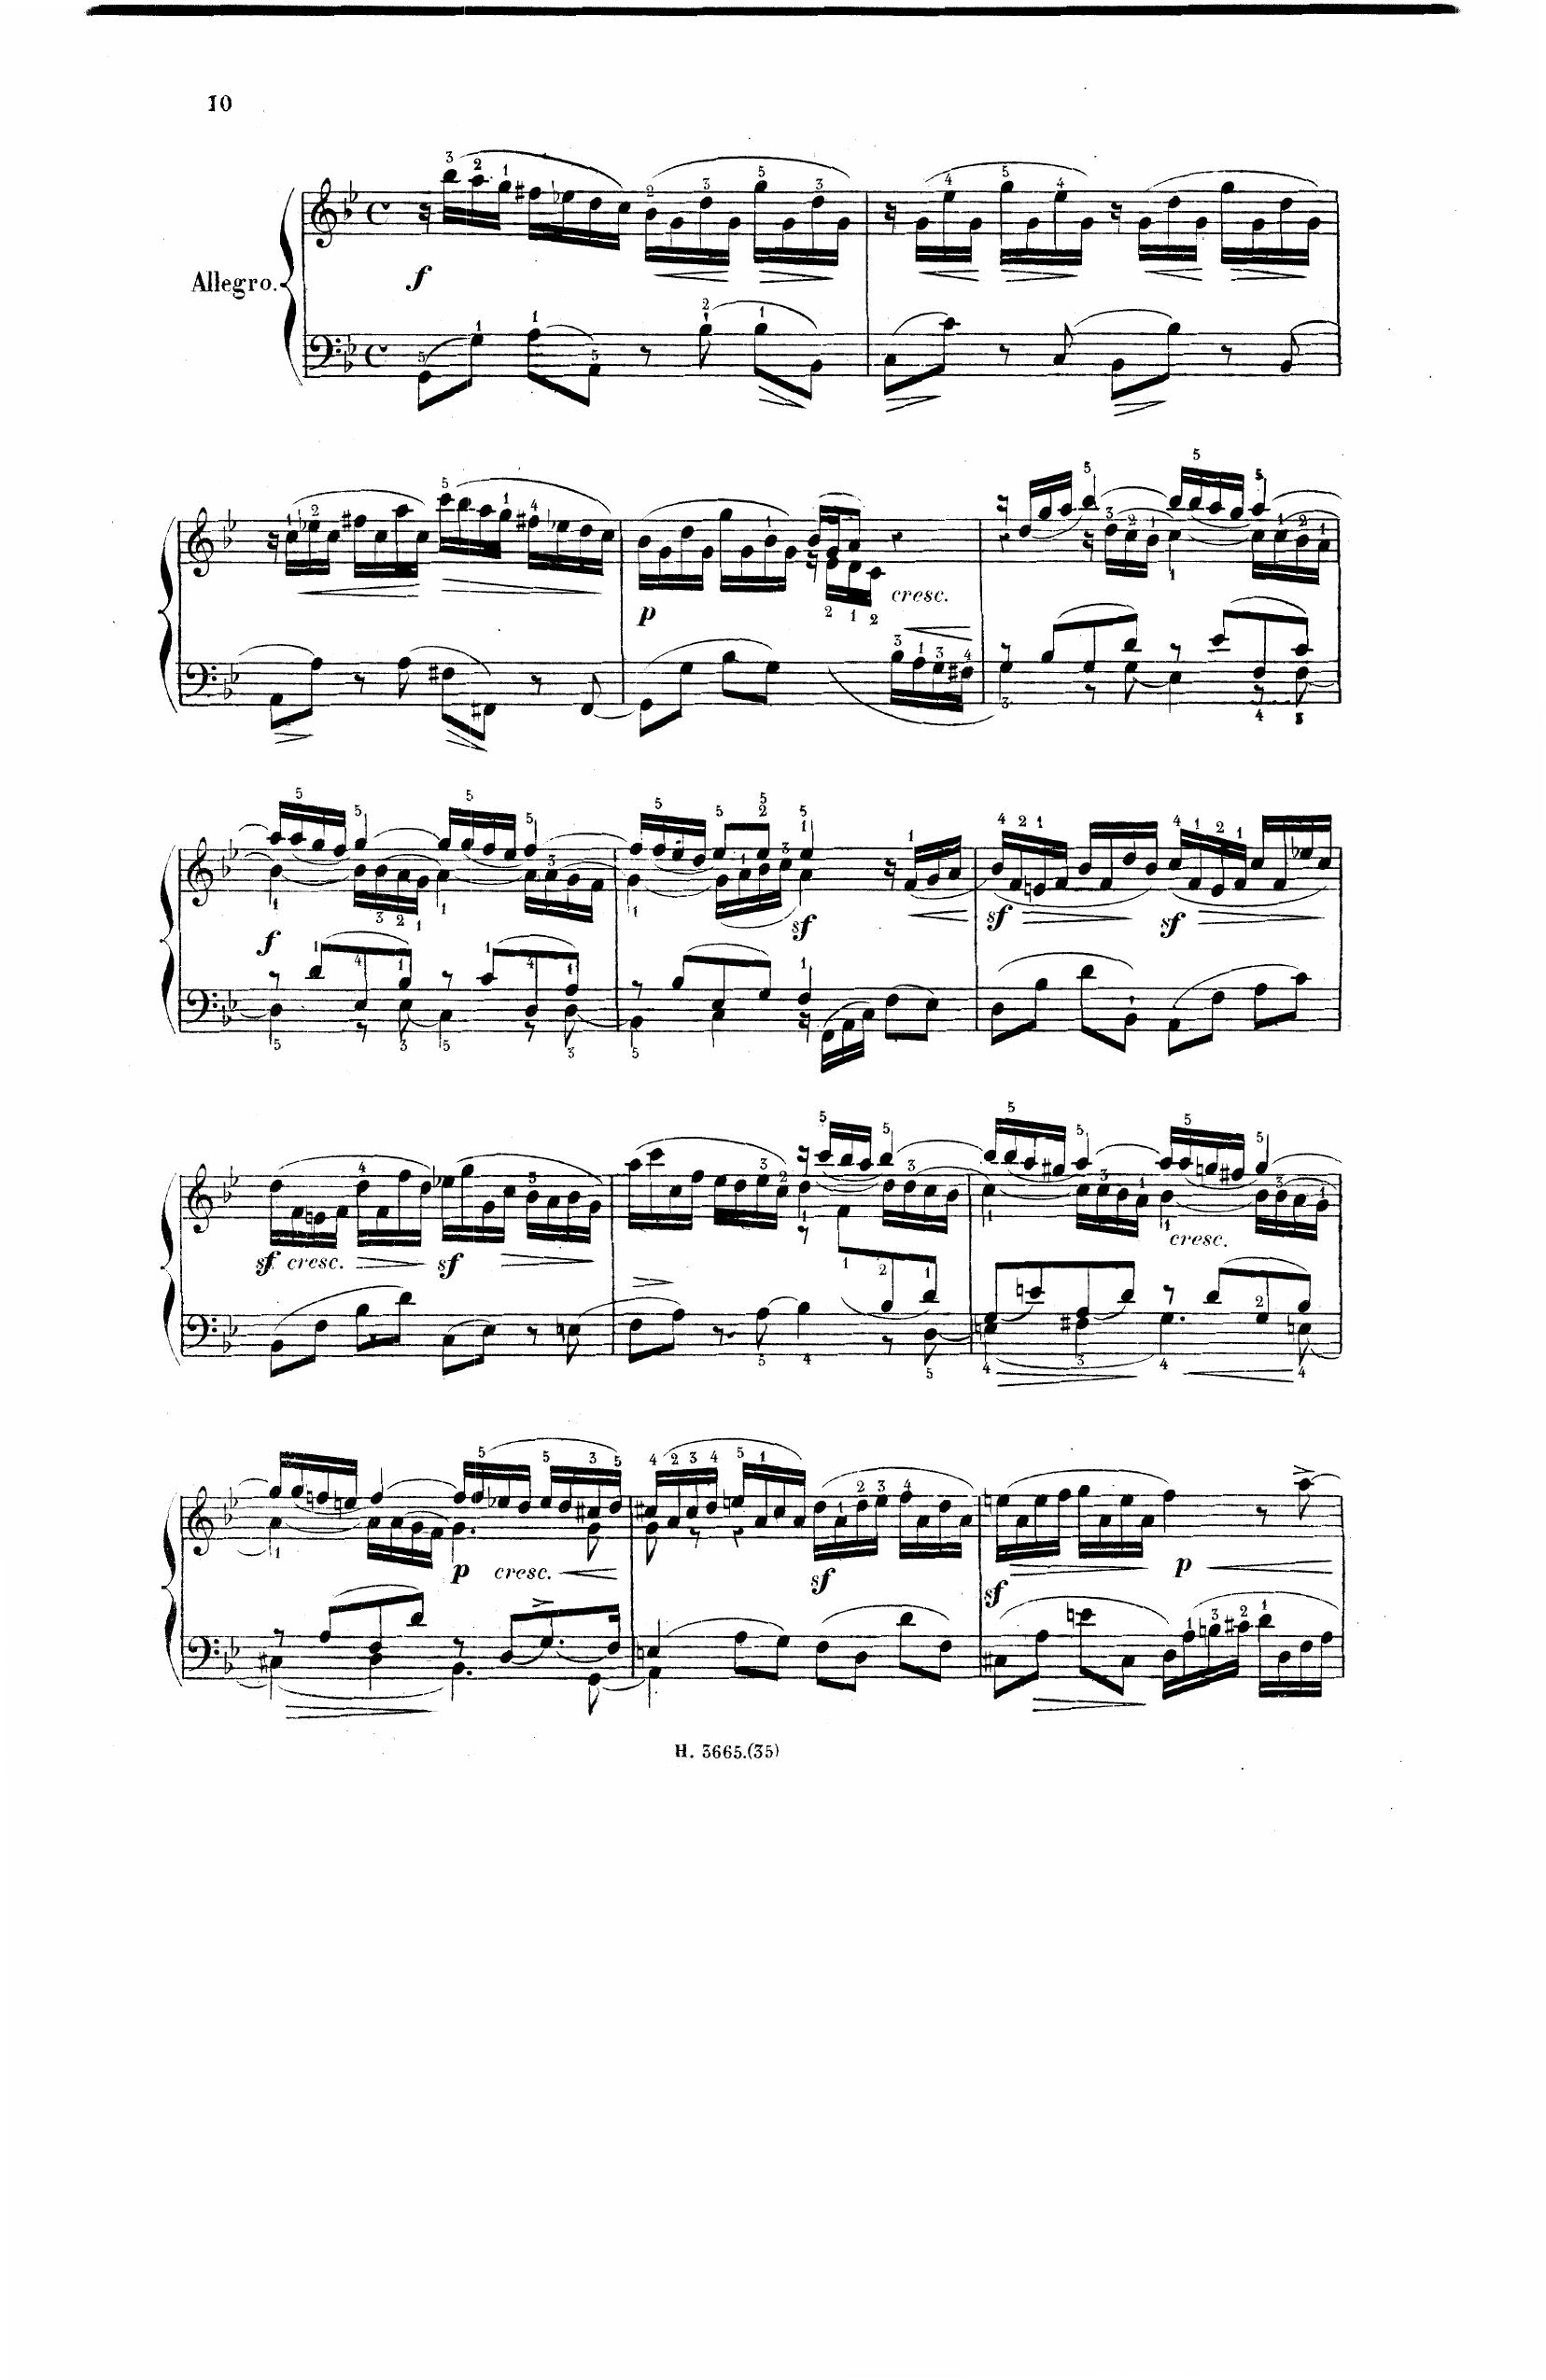 10
Allegro.
f
p
cresc.
f
sf
sf
sf
sf cresc.
sf
cresc.
p cresc.
sf
sf
p
H. 3665.(35)